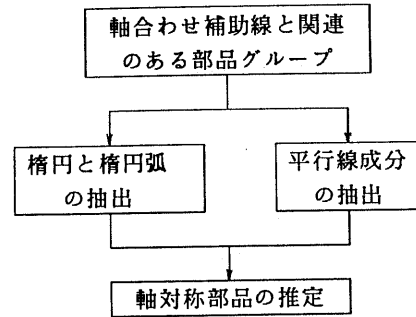 軸合わせ補助線と関連
のある部品グループ
楕円と楕円弧
の抽出
平行線成分
の抽出
軸対称部品の推定